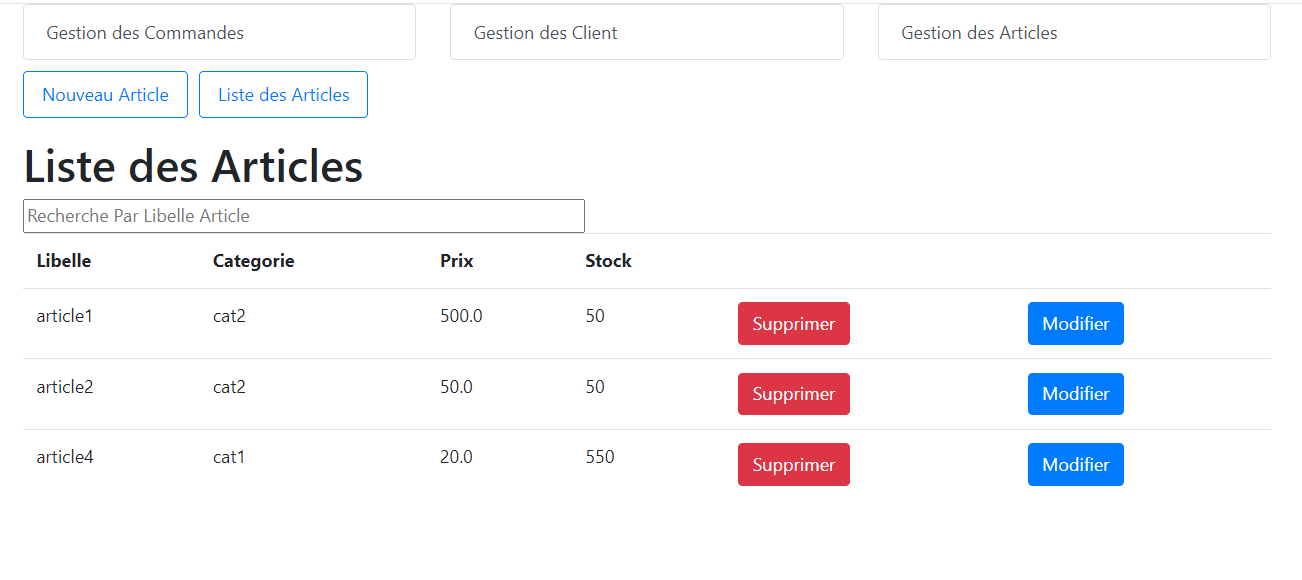 Gestion des Commandes Gestion des Client Gestion des Articles
Nouveau Article Liste des Articles
Liste des Articles
Recherche Par Libelle Article
Libelle Categorie Prix Stock
article1 cat2 500.0 50 Supprimer Modifier
article2 cat2 50.0 50 Supprimer Modifier
article4 cat1 20.0 550 Supprimer Modifier